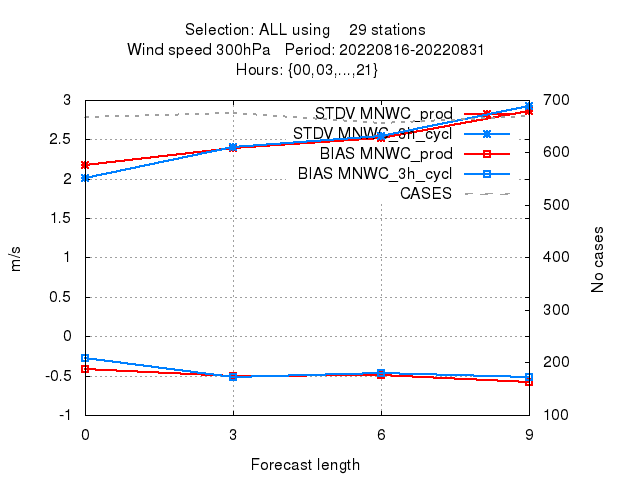 Selection: ALL using 29 stations
Wind speed 300hPa Period: 20220816-20220831
Hours: {00,03,...,21}
STDV MNWC_prod
STDV MNWC_3h_cycl
BIAS MNWC_prod
BIAS MNWC_3h_cycl
CASES
3
2.5
2
1.5
1
0.5
0
-0.5
-1
m/s
700
600
500
400
300
200
100
No cases
0 3 6 9
Forecast length